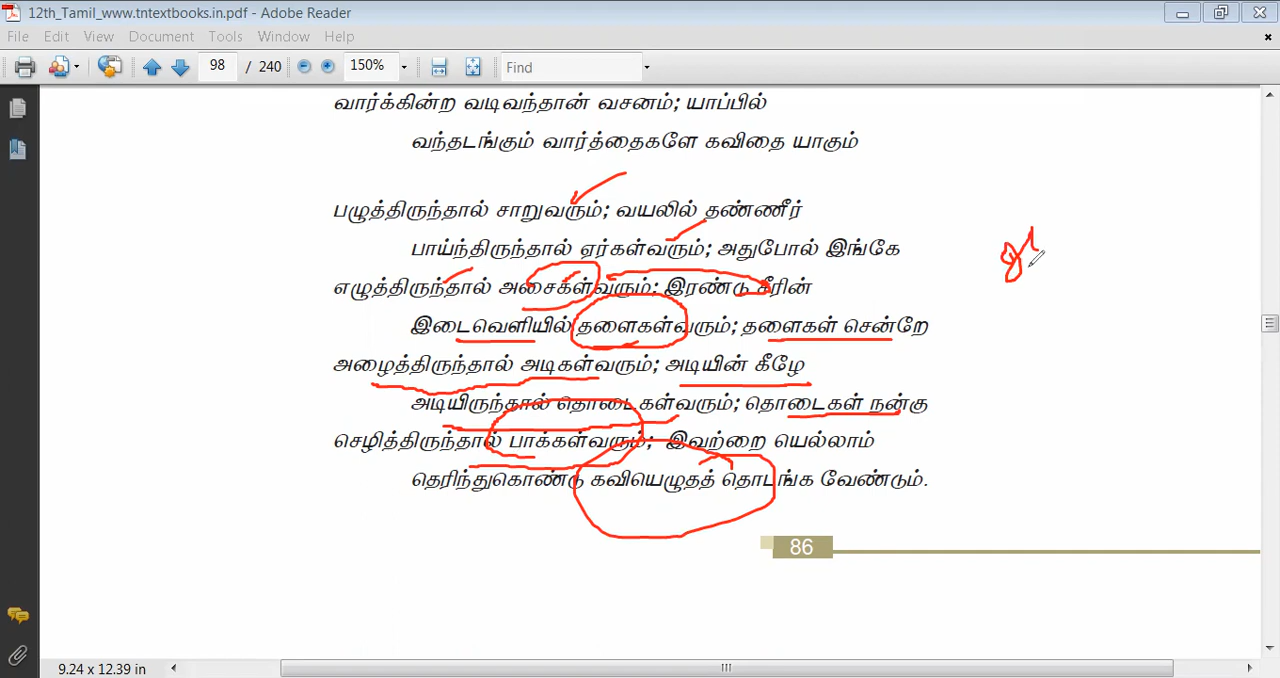 12th_Tamil_www.tntextbooks.in.pdf - Adobe Reader
File Edit View Document Tools Window Help
98 / 240 150% Find
வார்க்கின்ற வடிவந்தான் வசனம்; யாப்பில்
வந்தடங்கும் வார்த்தைகளே கவிதை யாகும்
பழுத்திருந்தால் சாறுவரும்; வயலில் தண்ணீர்
பாய்ந்திருந்தால் ஏர்கள்வரும்; அதுபோல் இங்கே
எழுத்திருந்தால் அசைகள்வரும்; இரண்டு சீரின்
இடைவெளியில் தளைகள்வரும்; தளைகள் சென்றே
அழைத்திருந்தால் அடிகள்வரும்; அடியின் கீழே
அடியிருந்தால் தொடைகள்வரும்; தொடைகள் நன்கு
செழித்திருந்தால் பாக்கள்வரும்; இவற்றை யெல்லாம்
தெரிந்துகொண்டு கவியெழுதத் தொடங்க வேண்டும்.
86
9.24 x 12.39 in